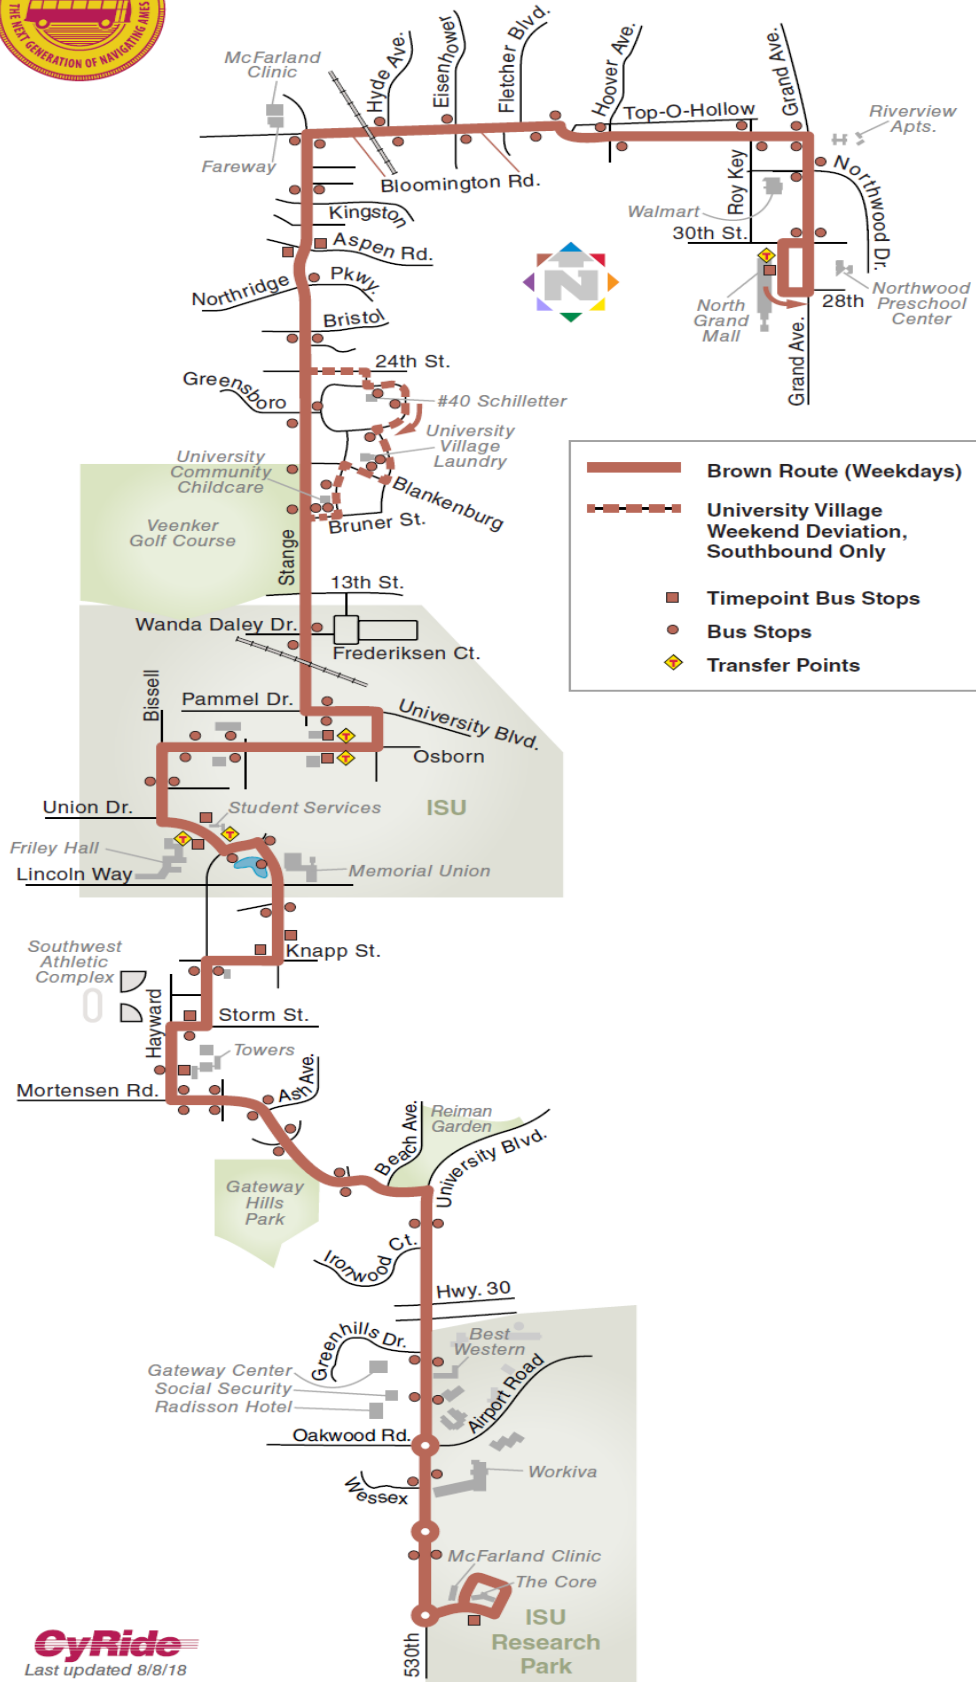 THE NEXT GENERATION OF NAVIGATING AMES
McFarland
Clinic
Hyde Ave.
Eisenhower
Fletcher Blvd.
Hoover Ave.
Top-O-Hollow
Grand Ave.
Riverview
Apts.
Fareway
Bloomington Rd.
Roy Key
Northwood Dr.
Walmart
Kingston
30th St.
Aspen Rd.
N
Northridge
Pkwy.
T
North
Grand
Mall
28th
Northwood
Preschool
Center
Bristol
Grand Ave.
24th St.
Greensboro
#40 Schilletter
University
Village
Laundry
University
Community
Childcare
Blankenburg
Bruner St.
Veenker
Golf Course
Stange
Brown Route (Weekdays)
University Village
Weekend Deviation,
Southbound Only
Timepoint Bus Stops
Bus Stops
T
Transfer Points
13th St.
Wanda Daley Dr.
Frederiksen Ct.
Bissell
Pammel Dr.
University Blvd.
T
T
Osborn
Union Dr.
Student Services
ISU
T
T
Friley Hall
Lincoln Way
Memorial Union
Southwest
Athletic
Complex
Knapp St.
Hayward
Storm St.
Towers
Mortensen Rd.
Ash Ave.
Beach Ave.
Reiman
Garden
University Blvd.
Gateway
Hills
Park
Ironwood Ct.
Hwy. 30
Greenhills Dr.
Best
Western
Gateway Center
Social Security
Radisson Hotel
Airport Road
Oakwood Rd.
Workiva
Wessex
McFarland Clinic
The Core
ISU
Research
Park
530th
CyRide
Last updated 8/8/18